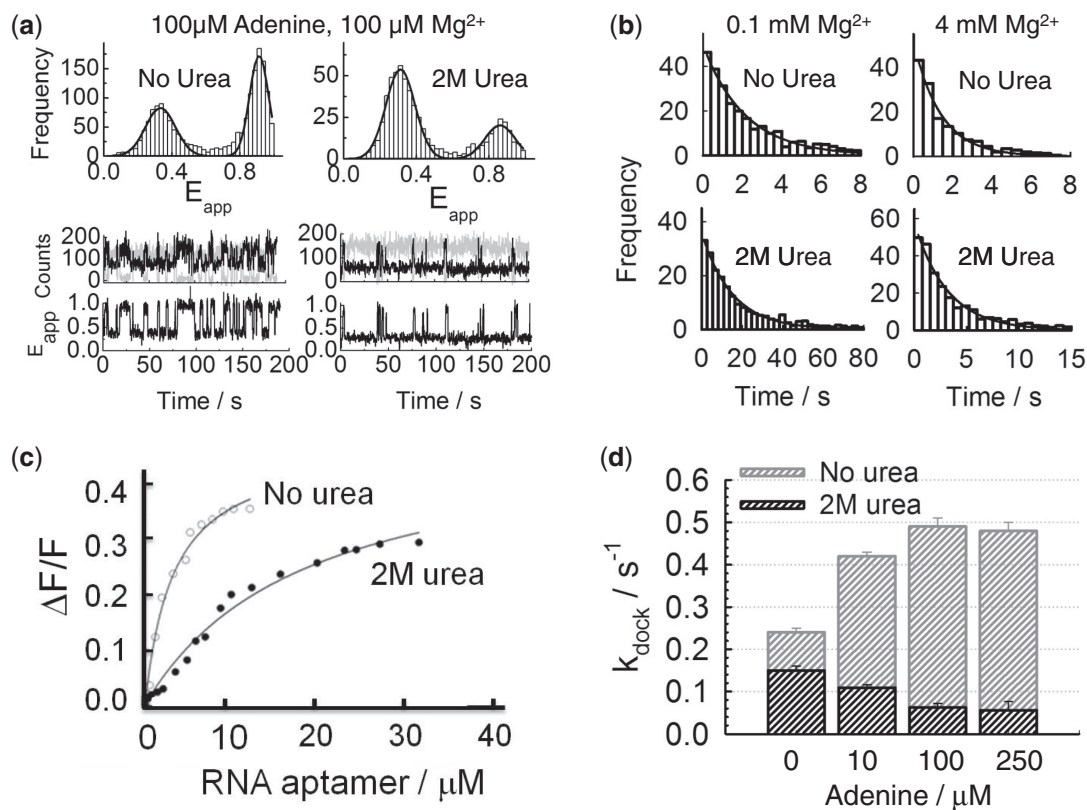 (a)
100μM Adenine, 100 μM Mg²⁺
No Urea
2M Urea
Frequency
150
100
50
0
0.0 0.4 0.8
E_app
50
25
0
0.0 0.4 0.8
E_app
Counts
200
100
0
200
100
0
E_app
1.0
0.5
0.0
0 50 100 150 200
Time / s
1.0
0.5
0.0
0 50 100 150 200
Time / s
(b)
0.1 mM Mg²⁺
4 mM Mg²⁺
Frequency
No Urea
40
20
0
0 2 4 6 8
No Urea
40
20
0
0 2 4 6 8
2M Urea
40
20
0
0 20 40 60 80
Time / s
2M Urea
60
40
20
0
0 5 10 15
Time / s
(c)
ΔF/F
0.4
0.3
0.2
0.1
0.0
No urea
2M urea
0 10 20 30 40
RNA aptamer / μM
(d)
No urea
2M urea
k_dock / s⁻¹
0.6
0.5
0.4
0.3
0.2
0.1
0.0
0 10 100 250
Adenine / μM